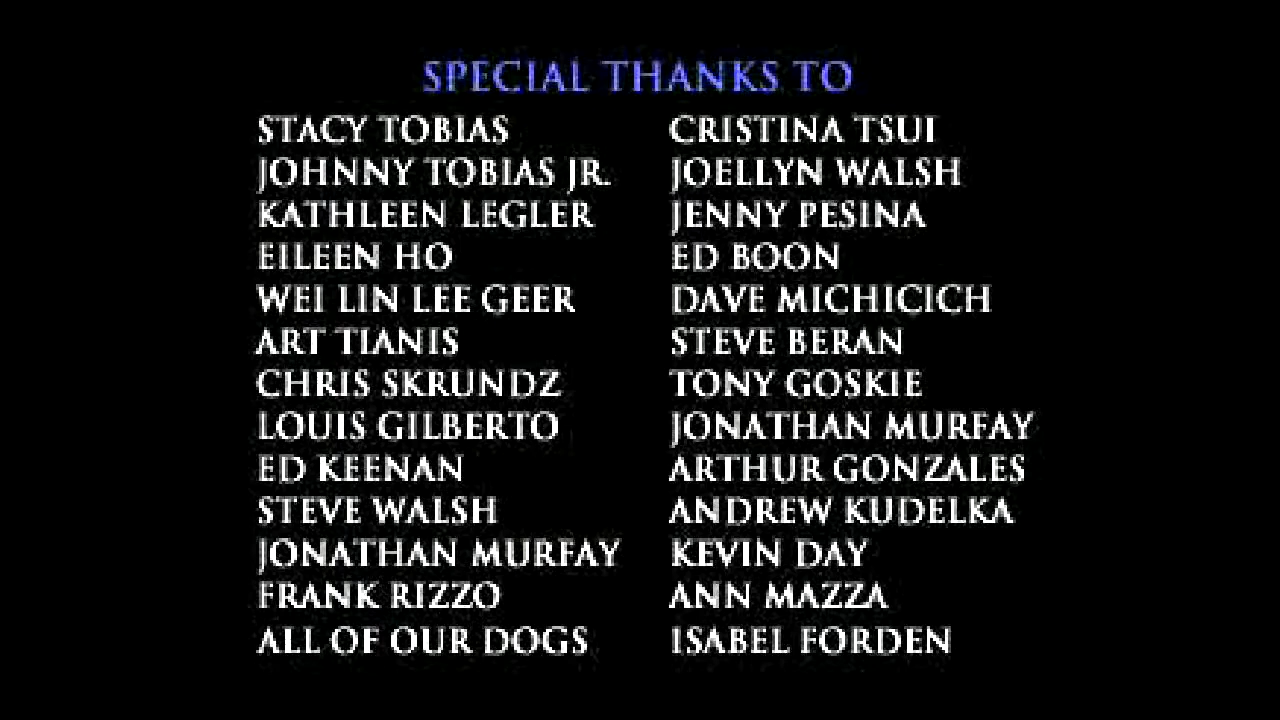 SPECIAL THANKS TO
STACY TOBIAS
JOHNNY TOBIAS JR.
KATHLEEN LEGLER
EILEEN HO
WEI LIN LEE GEER
ART TIANIS
CHRIS SKRUNDZ
LOUIS GILBERTO
ED KEENAN
STEVE WALSH
JONATHAN MURFAY
FRANK RIZZO
ALL OF OUR DOGS
CRISTINA TSUI
JOELLYN WALSH
JENNY PESINA
ED BOON
DAVE MICHICICH
STEVE BERAN
TONY GOSKIE
JONATHAN MURFAY
ARTHUR GONZALES
ANDREW KUDELKA
KEVIN DAY
ANN MAZZA
ISABEL FORDEN